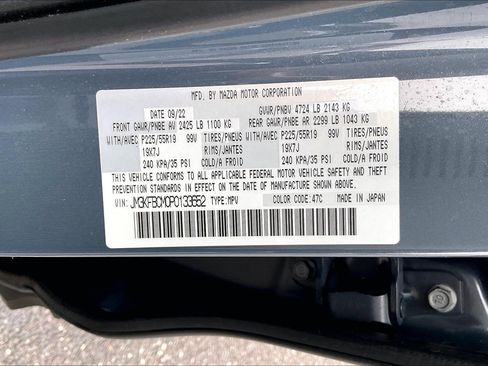 MFD. BY MAZDA MOTOR CORPORATION
DATE 09/22 GVWR/PNBV 4724 LB 2143 KG
FRONT GAWR/PNBE AV 2425 LB 1100 KG REAR GAWR/PNBE AR 2299 LB 1043 KG
WITH/AVEC P225/55R19 99V TIRES/PNEUS WITH/AVEC P225/55R19 99V TIRES/PNEUS
19X7J RIMS/JANTES 19X7J RIMS/JANTES
240 KPA/35 PSI COLD/A FROID 240 KPA/35 PSI COLD/A FROID
THIS VEHICLE CONFORMS TO ALL APPLICABLE FEDERAL MOTOR VEHICLE SAFETY
STANDARDS IN EFFECT ON THE DATE OF MANUFACTURE SHOWN ABOVE.
VIN: JM3KFBCM0P0133652 TYPE: MPV COLOR CODE: 47C MADE IN JAPAN